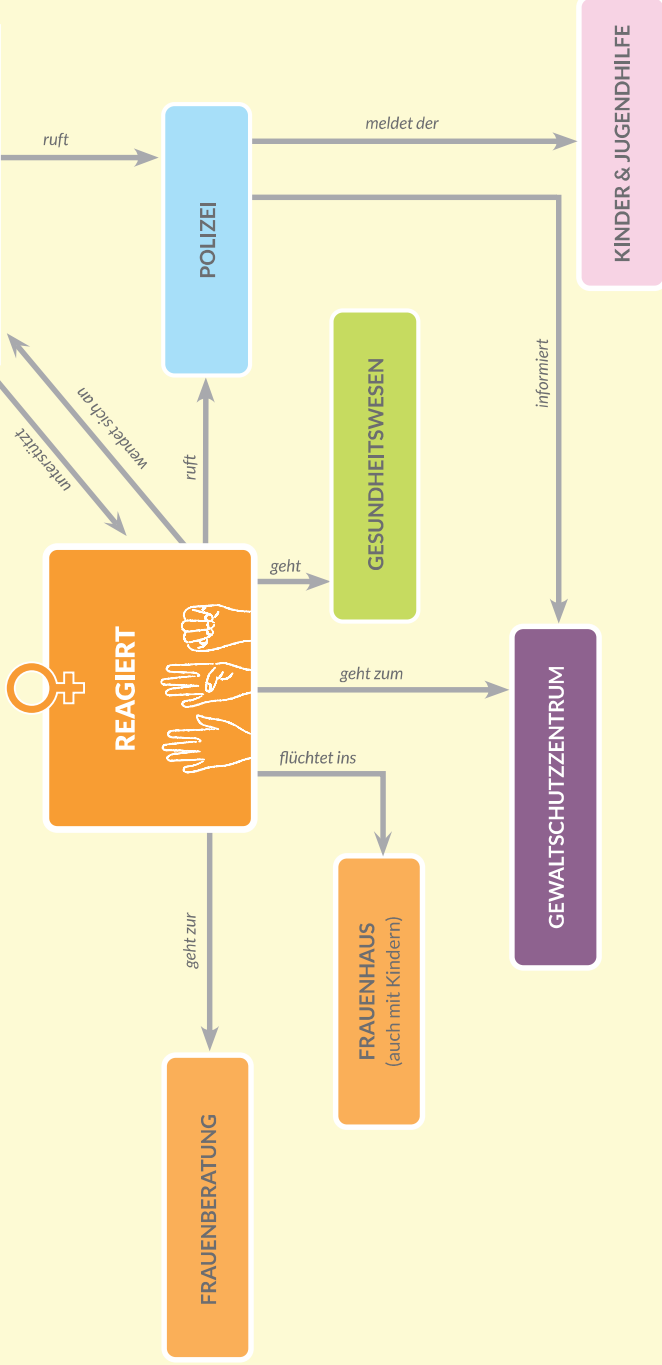 ruft
meldet der
KINDER & JUGENDHILFE
POLIZEI
informiert
wendet sich an
unterstützt
ruft
GESUNDHEITSWESEN
geht
REAGIERT
geht zum
GEWALTSCHUTZZENTRUM
flüchtet ins
FRAUENHAUS
(auch mit Kindern)
geht zur
FRAUENBERATUNG